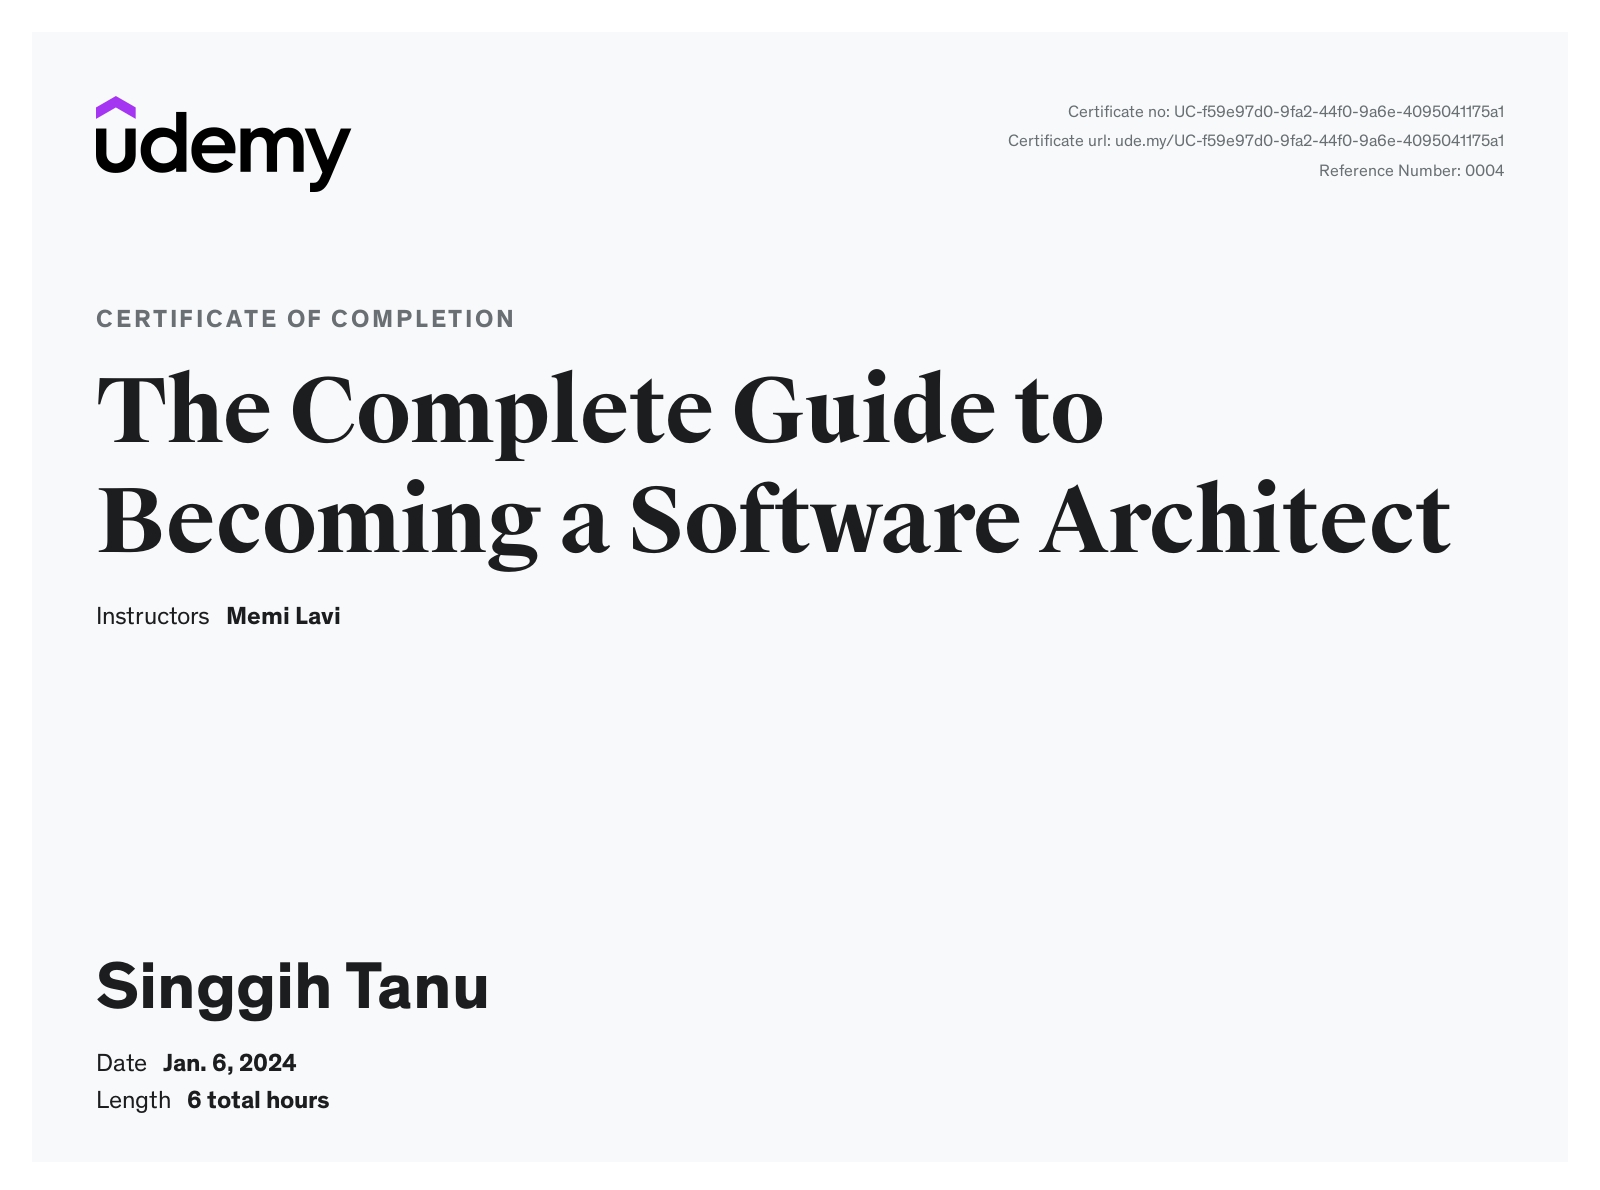 udemy
Certificate no: UC-f59e97d0-9fa2-44f0-9a6e-4095041175a1
Certificate url: ude.my/UC-f59e97d0-9fa2-44f0-9a6e-4095041175a1
Reference Number: 0004
CERTIFICATE OF COMPLETION
The Complete Guide to
Becoming a Software Architect
Instructors Memi Lavi
Singgih Tanu
Date Jan. 6, 2024
Length 6 total hours